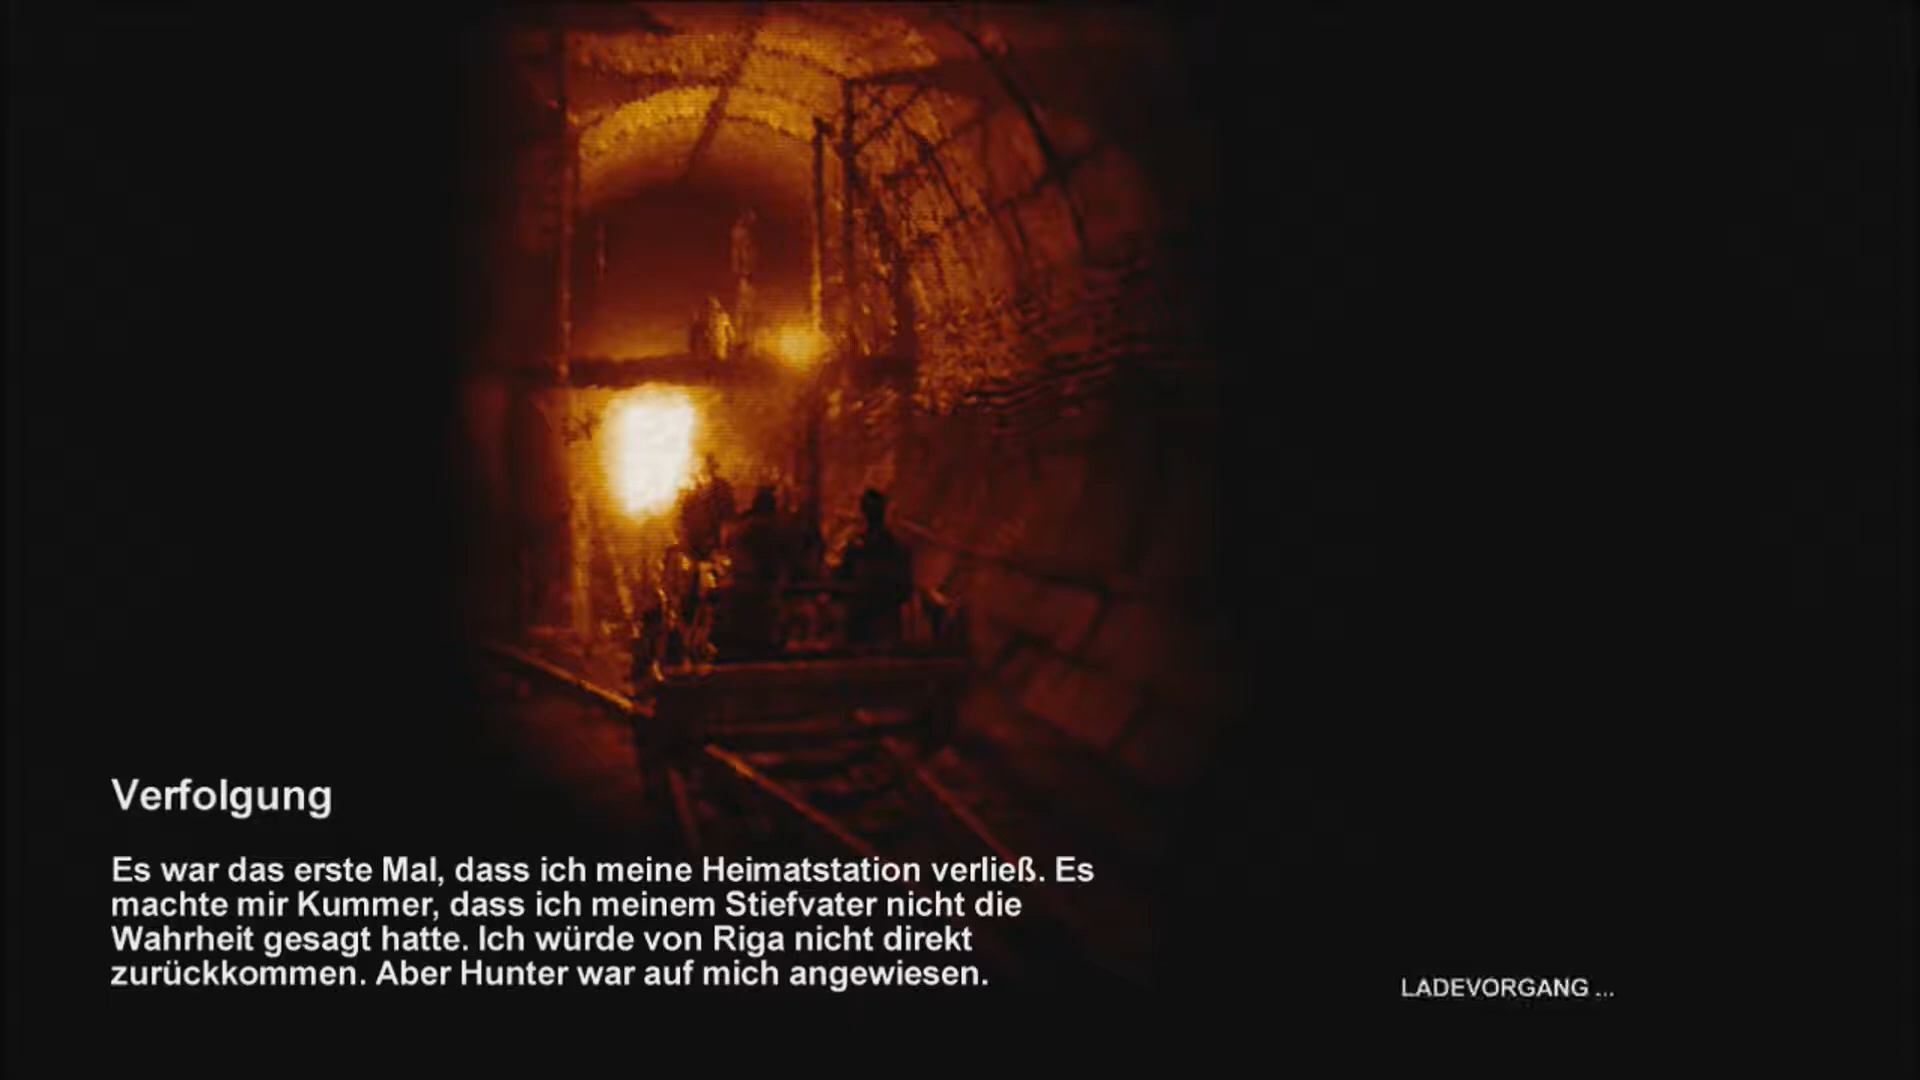 Verfolgung
Es war das erste Mal, dass ich meine Heimatstation verließ. Es
machte mir Kummer, dass ich meinem Stiefvater nicht die
Wahrheit gesagt hatte. Ich würde von Riga nicht direkt
zurückkommen. Aber Hunter war auf mich angewiesen.
LADEVORGANG ...